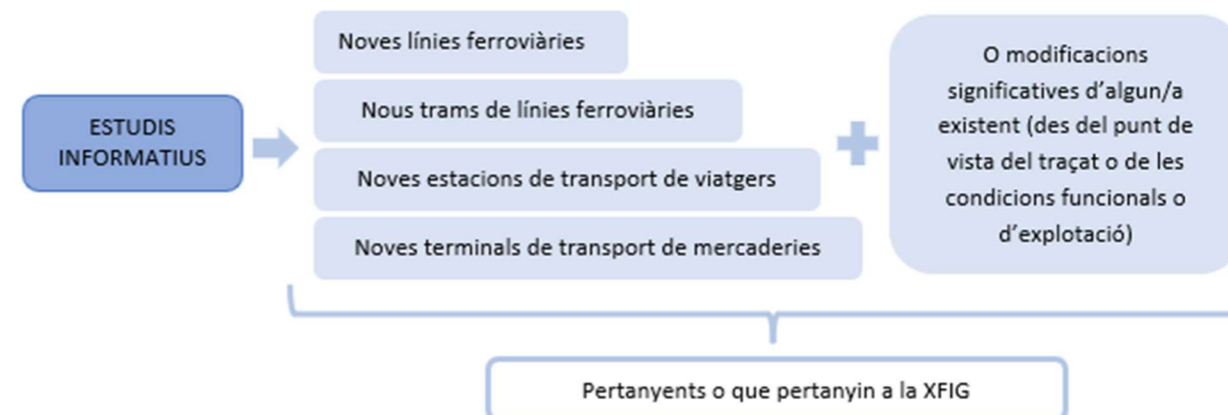 ESTUDIS
INFORMATIUS
Noves línies ferroviàries
Nous trams de línies ferroviàries
Noves estacions de transport de viatgers
Noves terminals de transport de mercaderies
O modificacions
significatives d'algun/a
existent (des del punt de
vista del traçat o de les
condicions funcionals o
d'explotació)
Pertanyents o que pertanyin a la XFIG